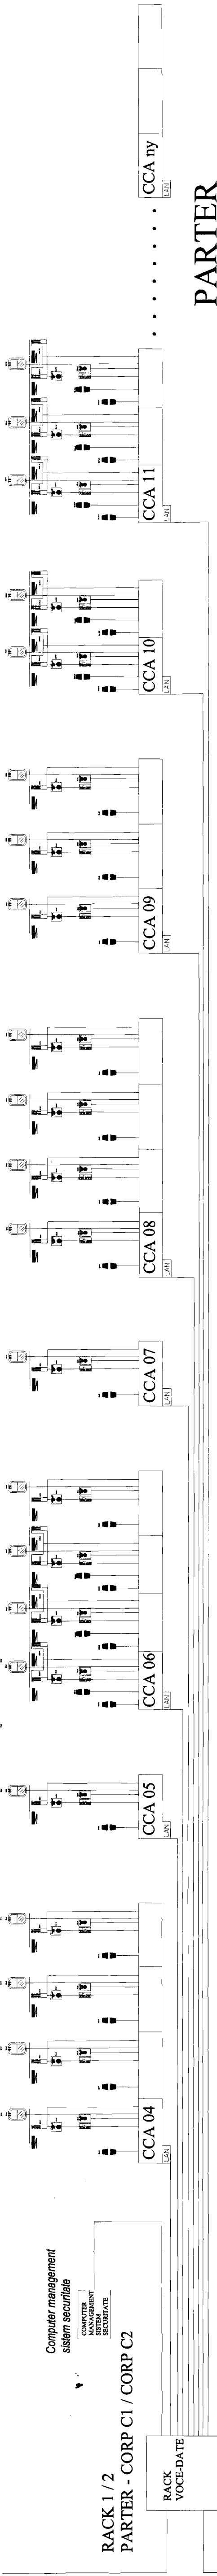 PARTER
CCA ny
LAN
CCA 11
LAN
CCA 10
LAN
CCA 09
LAN
CCA 08
LAN
CCA 07
LAN
CCA 06
LAN
CCA 05
LAN
CCA 04
LAN
Computer management
sistem securitate
COMPUTER
MANAGEMENT
SISTEM
SECURITATE
RACK 1 / 2
PARTER - CORP C1 / CORP C2
RACK
VOCE-DATE